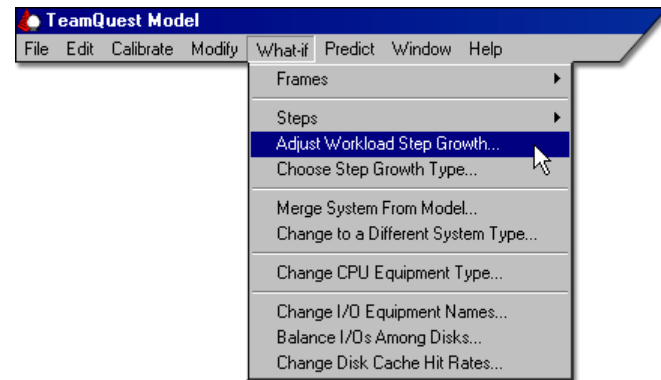 TeamQuest Model
File Edit Calibrate Modify What-if Predict Window Help
Frames
Steps
Adjust Workload Step Growth...
Choose Step Growth Type...
Merge System From Model...
Change to a Different System Type...
Change CPU Equipment Type...
Change I/O Equipment Names...
Balance I/Os Among Disks...
Change Disk Cache Hit Rates...